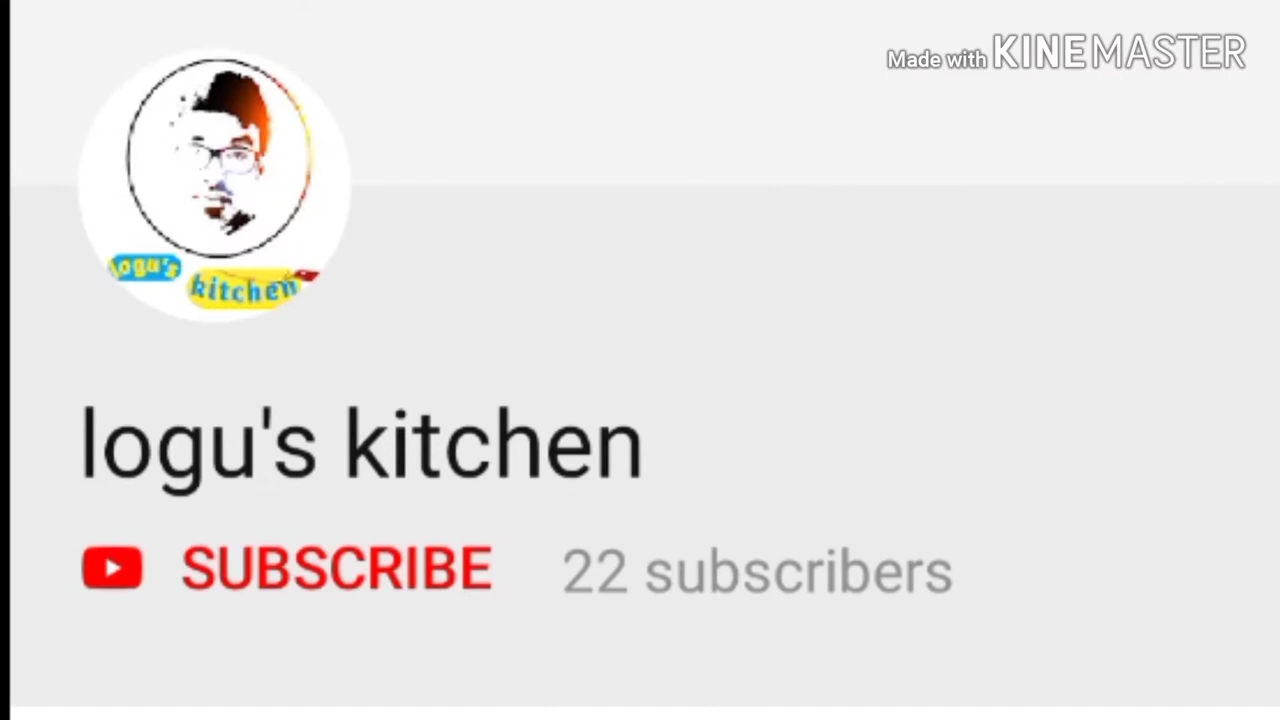 Made with KINEMASTER
logu's
kitchen
logu's kitchen
SUBSCRIBE 22 subscribers